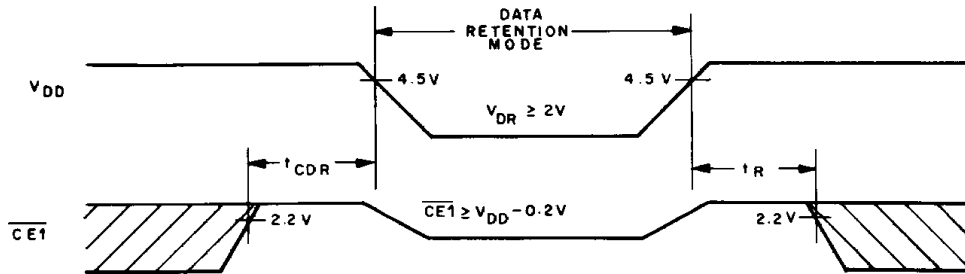 DATA
RETENTION
MODE
VDD
4.5V
4.5V
VDR ≥ 2V
tCDR
tR
CE1
2.2V
CE1 ≥ VDD -0.2V
2.2V